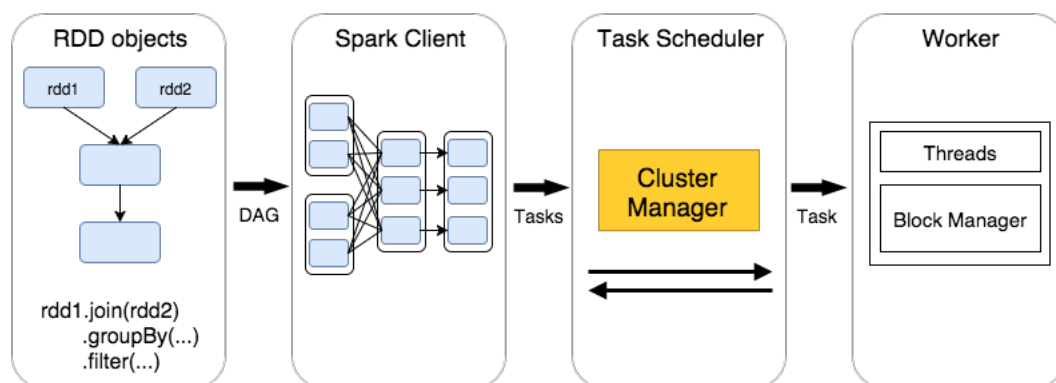 RDD objects
rdd1
rdd2
rdd1.join(rdd2)
.groupBy(...)
.filter(...)
DAG
Spark Client
Tasks
Task Scheduler
Cluster
Manager
Task
Worker
Threads
Block Manager